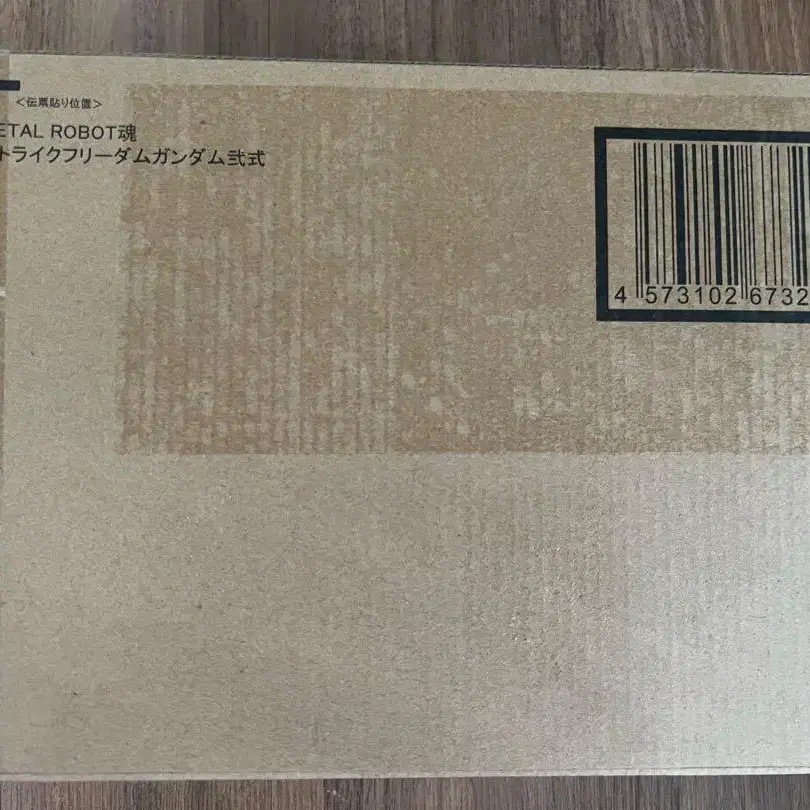 <伝票貼り位置>
ETAL ROBOT魂
トライクフリーダムガンダム弐式
4 573102 6732